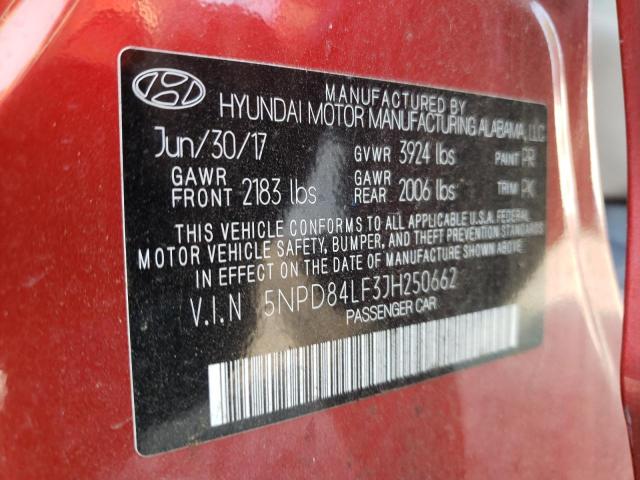 MANUFACTURED BY
HYUNDAI MOTOR MANUFACTURING ALABAMA, LLC
Jun/30/17 GVWR 3924 lbs PAINT PR
GAWR FRONT 2183 lbs GAWR REAR 2006 lbs TRIM PK
THIS VEHICLE CONFORMS TO ALL APPLICABLE U.S.A. FEDERAL
MOTOR VEHICLE SAFETY, BUMPER, AND THEFT PREVENTION STANDARDS
IN EFFECT ON THE DATE OF MANUFACTURE SHOWN ABOVE.
V.I.N 5NPD84LF3JH250662
PASSENGER CAR